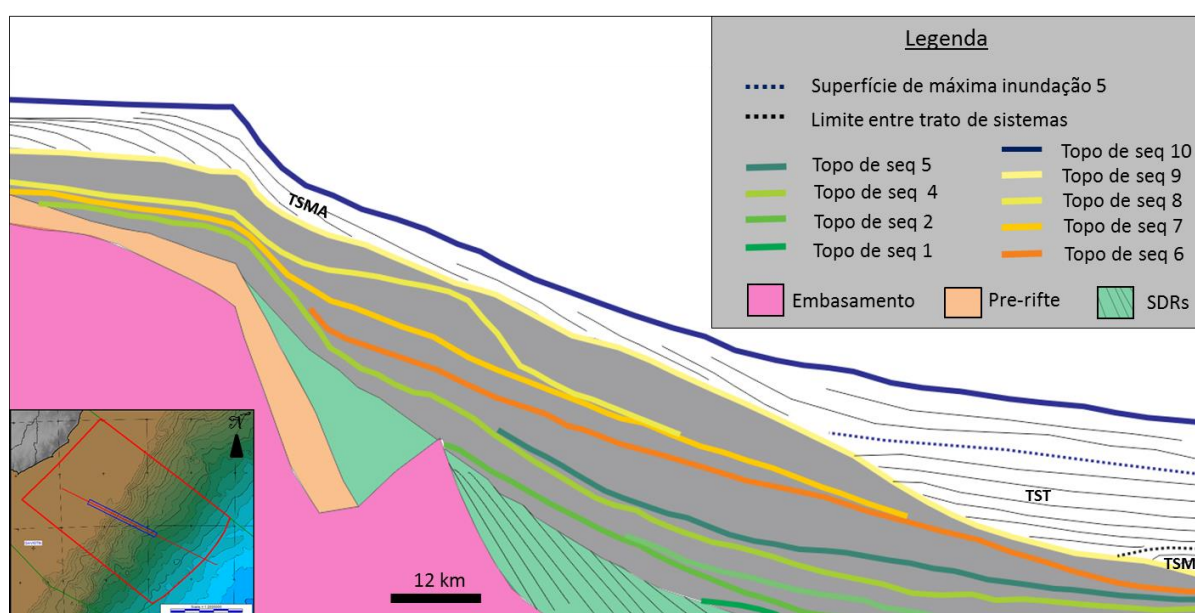 Legenda
Superfície de máxima inundação 5
Limite entre trato de sistemas
Topo de seq 5
Topo de seq 4
Topo de seq 2
Topo de seq 1
Topo de seq 10
Topo de seq 9
Topo de seq 8
Topo de seq 7
Topo de seq 6
Embasamento
Pre-rifte
SDRs
TSMA
TST
TSM
12 km